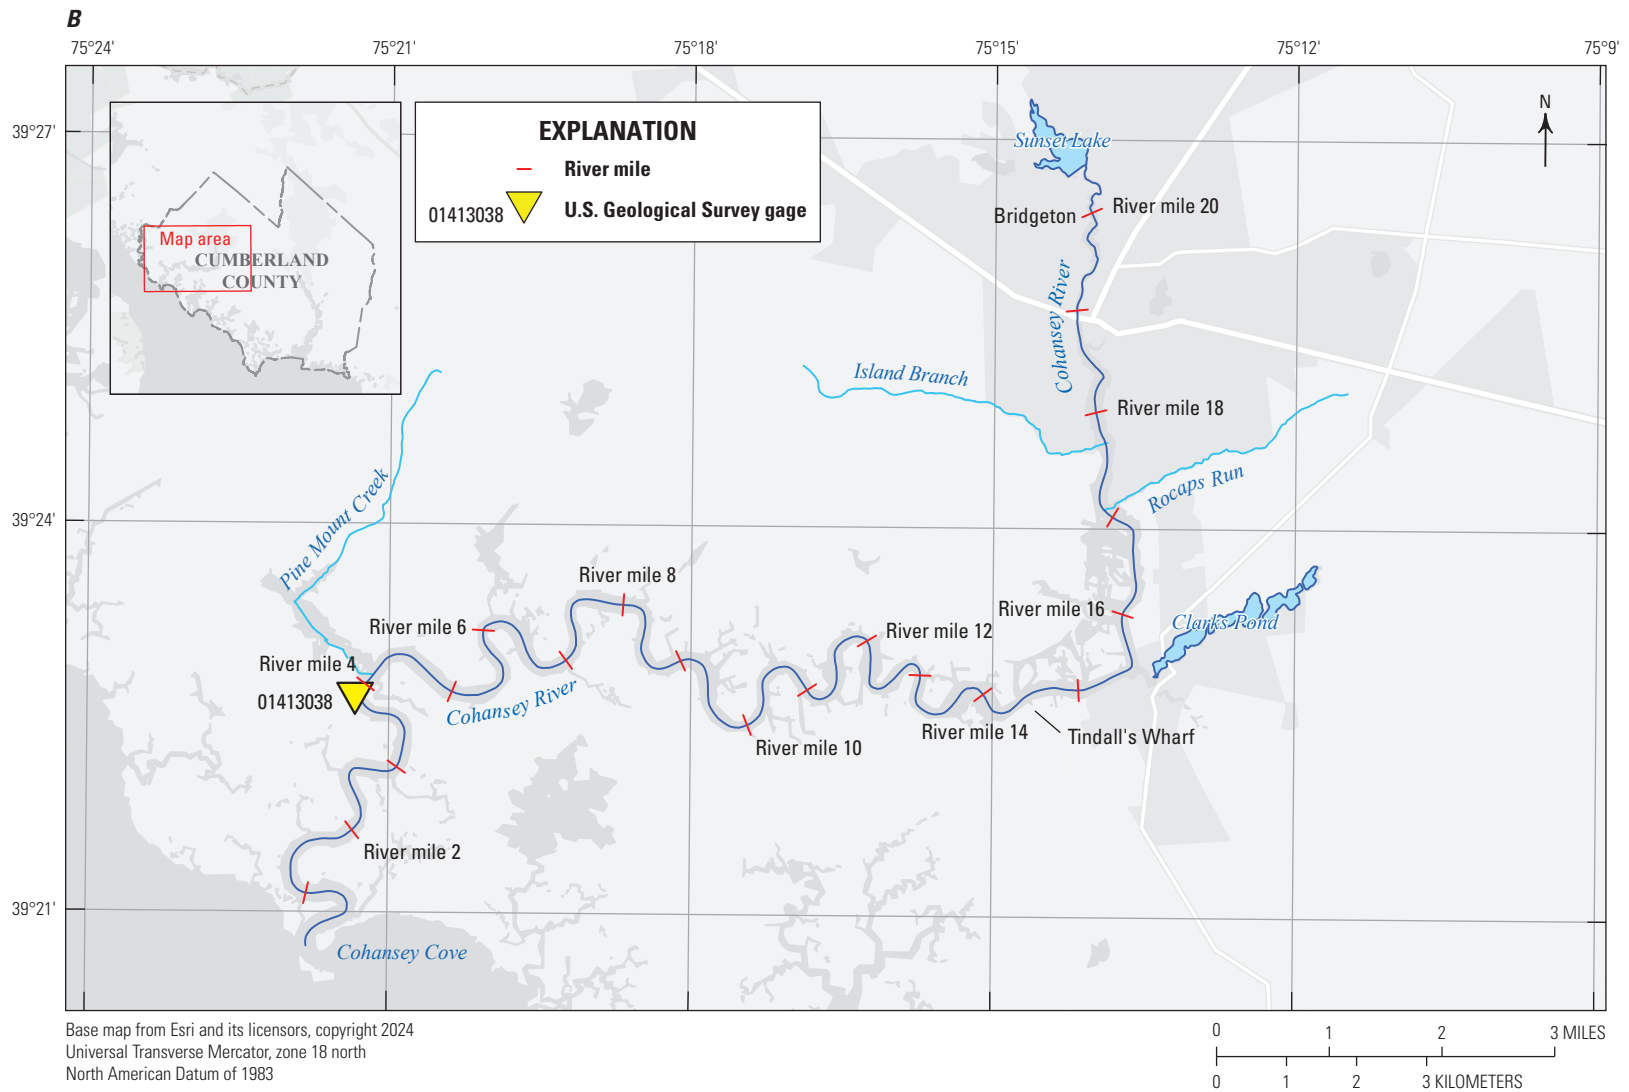 B
75°24'
75°21'
75°18'
75°15'
75°12'
75°9'
39°27'
39°24'
39°21'
Map area
CUMBERLAND
COUNTY
EXPLANATION
River mile
01413038
U.S. Geological Survey gage
N
Sunset Lake
Bridgeton
River mile 20
Cohansey River
Island Branch
River mile 18
Rocaps Run
Pine Mount Creek
River mile 8
River mile 16
Clarks Pond
River mile 6
River mile 12
River mile 4
01413038
Cohansey River
River mile 10
River mile 14
Tindall's Wharf
River mile 2
Cohansey Cove
Base map from Esri and its licensors, copyright 2024
Universal Transverse Mercator, zone 18 north
North American Datum of 1983
0 1 2 3 MILES
0 1 2 3 KILOMETERS